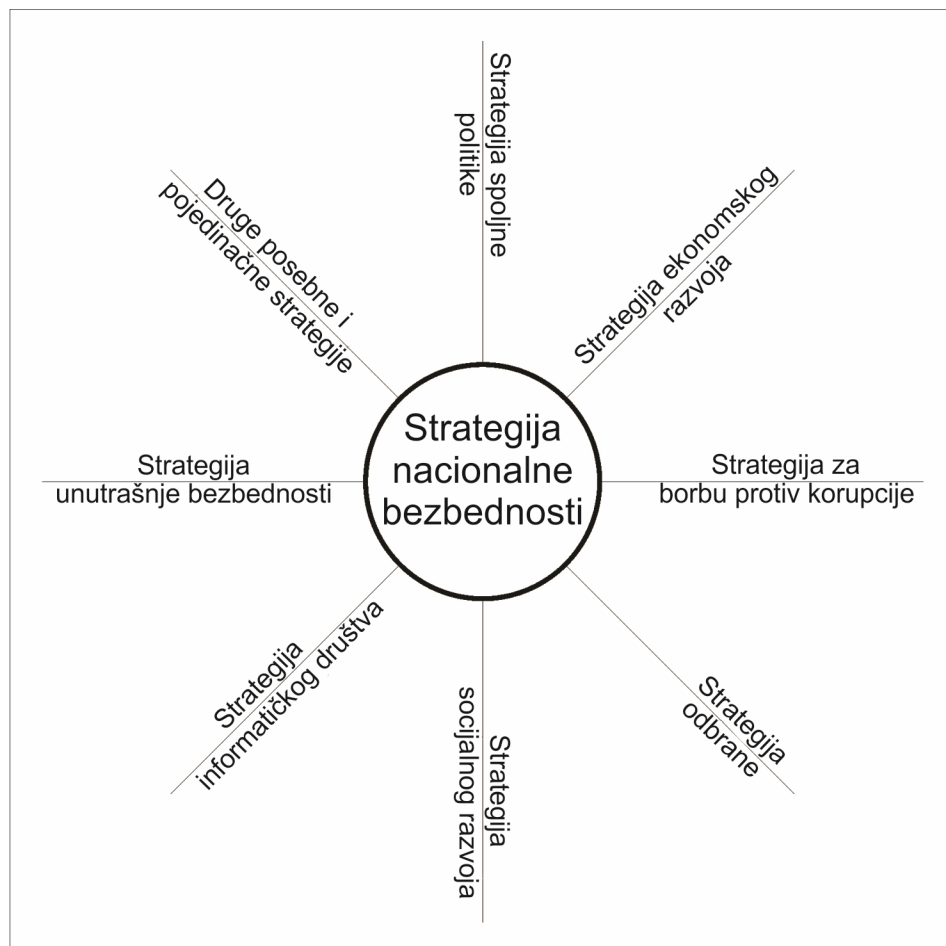 Strategija spoljne
politike
Strategija ekonomskog
razvoja
Strategija za
borbu protiv korupcije
Strategija
odbrane
Strategija
socijalnog razvoja
Strategija
informatičkog društva
Strategija
unutrašnje bezbednosti
Druge posebne i
pojedinačne strategije
Strategija
nacionalne
bezbednosti